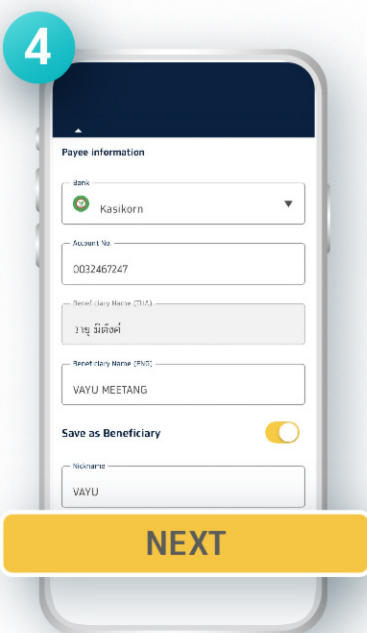 4
Payee information
Bank
Kasikorn
Account No.
0032467247
Beneficiary Name (THA)
วายุ มีตังค์
Beneficiary Name (ENG)
VAYU MEETANG
Save as Beneficiary
Nickname
VAYU
NEXT